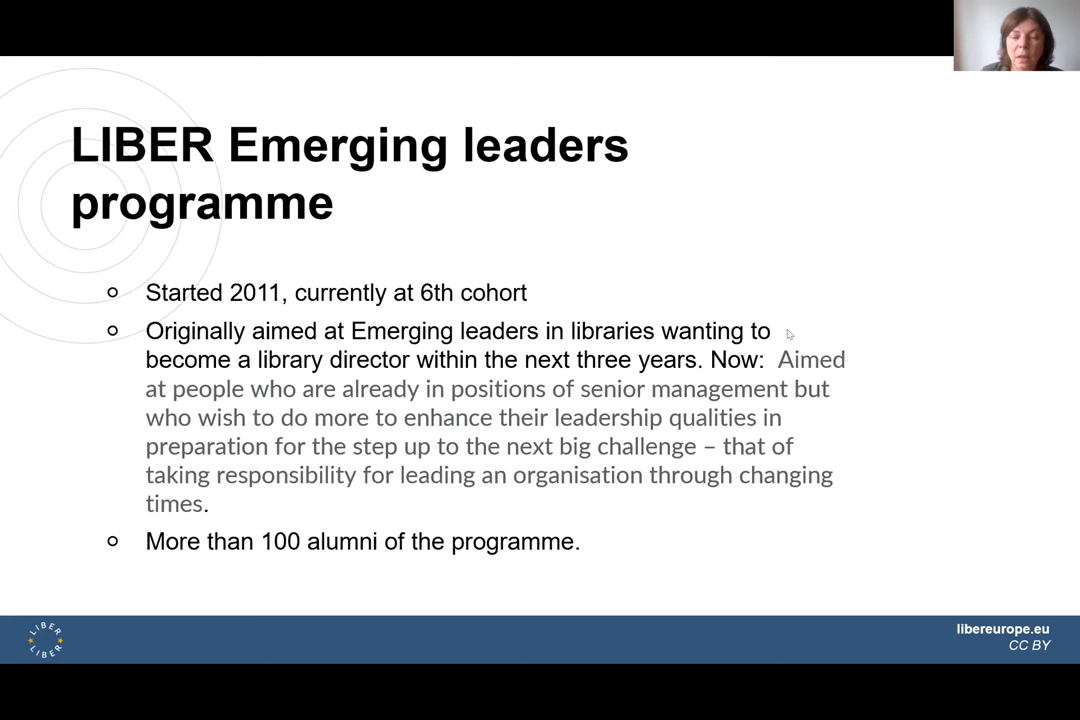 LIBER Emerging leaders
programme
Started 2011, currently at 6th cohort
Originally aimed at Emerging leaders in libraries wanting to
become a library director within the next three years. Now: Aimed
at people who are already in positions of senior management but
who wish to do more to enhance their leadership qualities in
preparation for the step up to the next big challenge – that of
taking responsibility for leading an organisation through changing
times.
More than 100 alumni of the programme.
LIBER
LIBER
libereurope.eu
CC BY